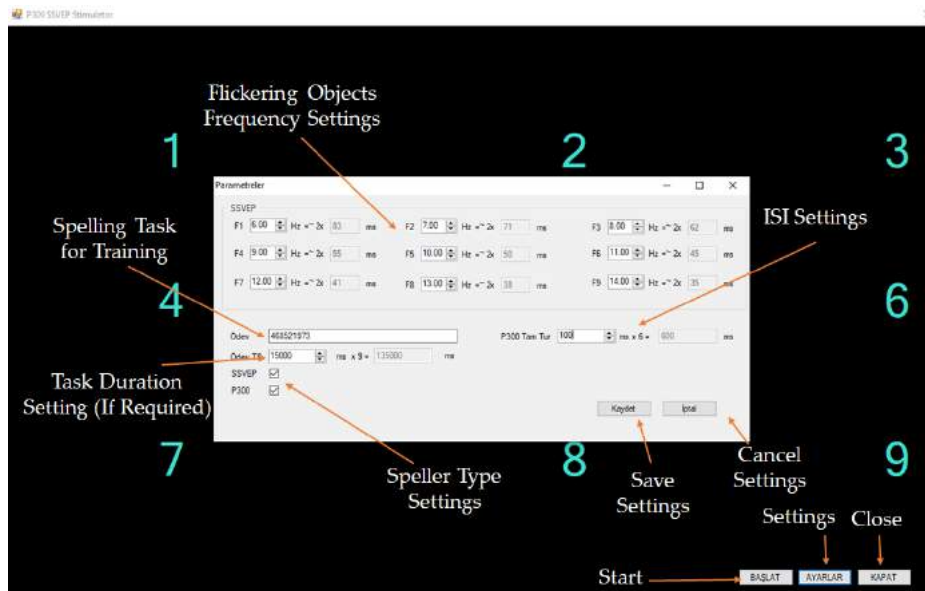 P300 SSVEP Stimulator
Flickering Objects
Frequency Settings
1
2
3
Parametreler
SSVEP
F1 6.00 Hz =~ 2x 83 ms
F2 7.00 Hz =~ 2x 71 ms
F3 8.00 Hz =~ 2x 62 ms
ISI Settings
Spelling Task
for Training
F4 9.00 Hz =~ 2x 55 ms
F5 10.00 Hz =~ 2x 50 ms
F6 11.00 Hz =~ 2x 45 ms
F7 12.00 Hz =~ 2x 41 ms
F8 13.00 Hz =~ 2x 38 ms
F9 14.00 Hz =~ 2x 35 ms
4
6
Ödev 468521973
P300 Tam Tur 100 ms x 6 = 600 ms
Ödev TS 15000 ms x 9 = 135000 ms
SSVEP
P300
Task Duration
Setting (If Required)
Kaydet
İptal
7
8
9
Speller Type
Settings
Save
Settings
Cancel
Settings
Settings
Close
Start
BAŞLAT
AYARLAR
KAPAT